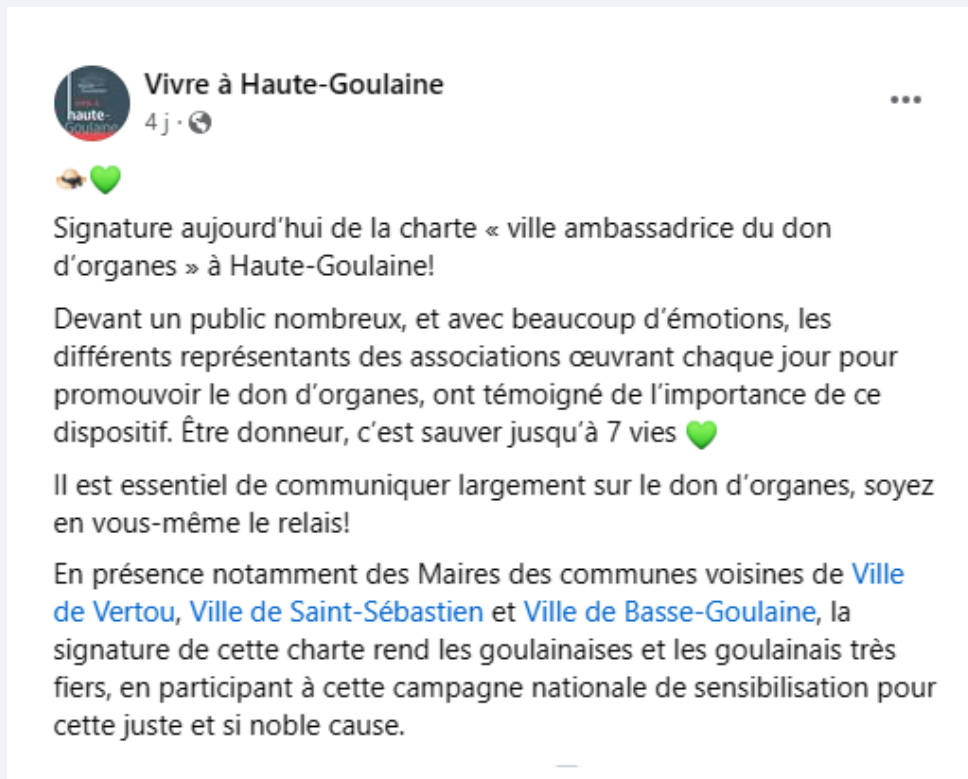 Vivre à Haute-Goulaine
4 j ·
haute-
Goulaine
💚
Signature aujourd’hui de la charte « ville ambassadrice du don
d’organes » à Haute-Goulaine!
Devant un public nombreux, et avec beaucoup d’émotions, les
différents représentants des associations œuvrant chaque jour pour
promouvoir le don d’organes, ont témoigné de l’importance de ce
dispositif. Être donneur, c’est sauver jusqu’à 7 vies 💚
Il est essentiel de communiquer largement sur le don d’organes, soyez
en vous-même le relais!
En présence notamment des Maires des communes voisines de Ville
de Vertou, Ville de Saint-Sébastien et Ville de Basse-Goulaine, la
signature de cette charte rend les goulainaises et les goulainais très
fiers, en participant à cette campagne nationale de sensibilisation pour
cette juste et si noble cause.